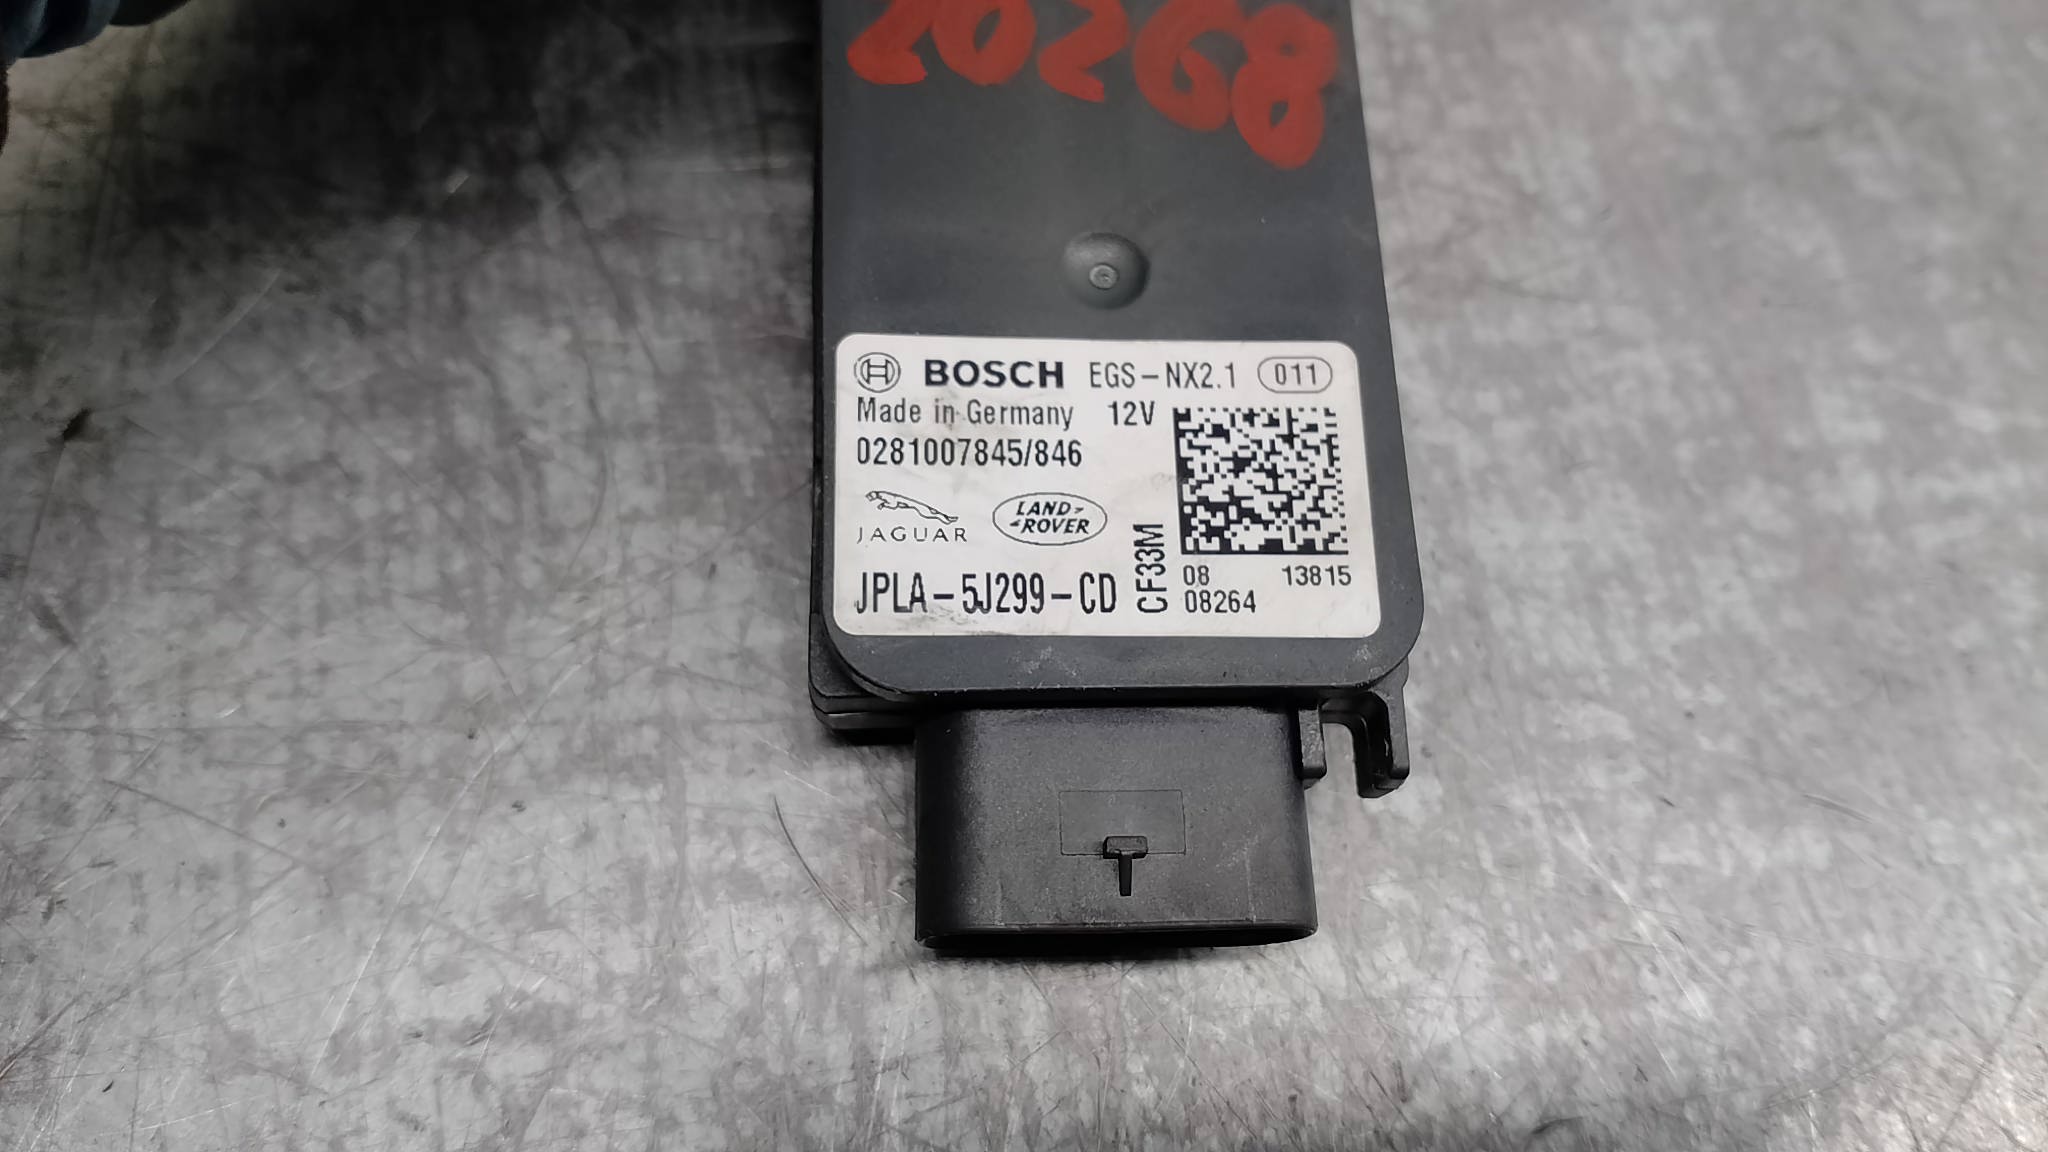 20268
BOSCH EGS-NX2.1 011
Made in Germany 12V
0281007845/846
JAGUAR
LAND
ROVER
JPLA-5J299-CD
CF33M
08 13815
08264